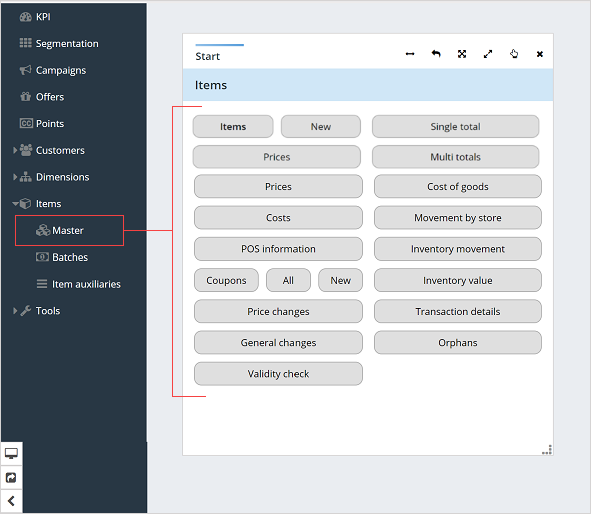 KPI
Segmentation
Campaigns
Offers
Points
Customers
Dimensions
Items
Master
Batches
Item auxiliaries
Tools
Start
Items
Items New Single total
Prices Multi totals
Prices Cost of goods
Costs Movement by store
POS information Inventory movement
Coupons All New Inventory value
Price changes Transaction details
General changes Orphans
Validity check